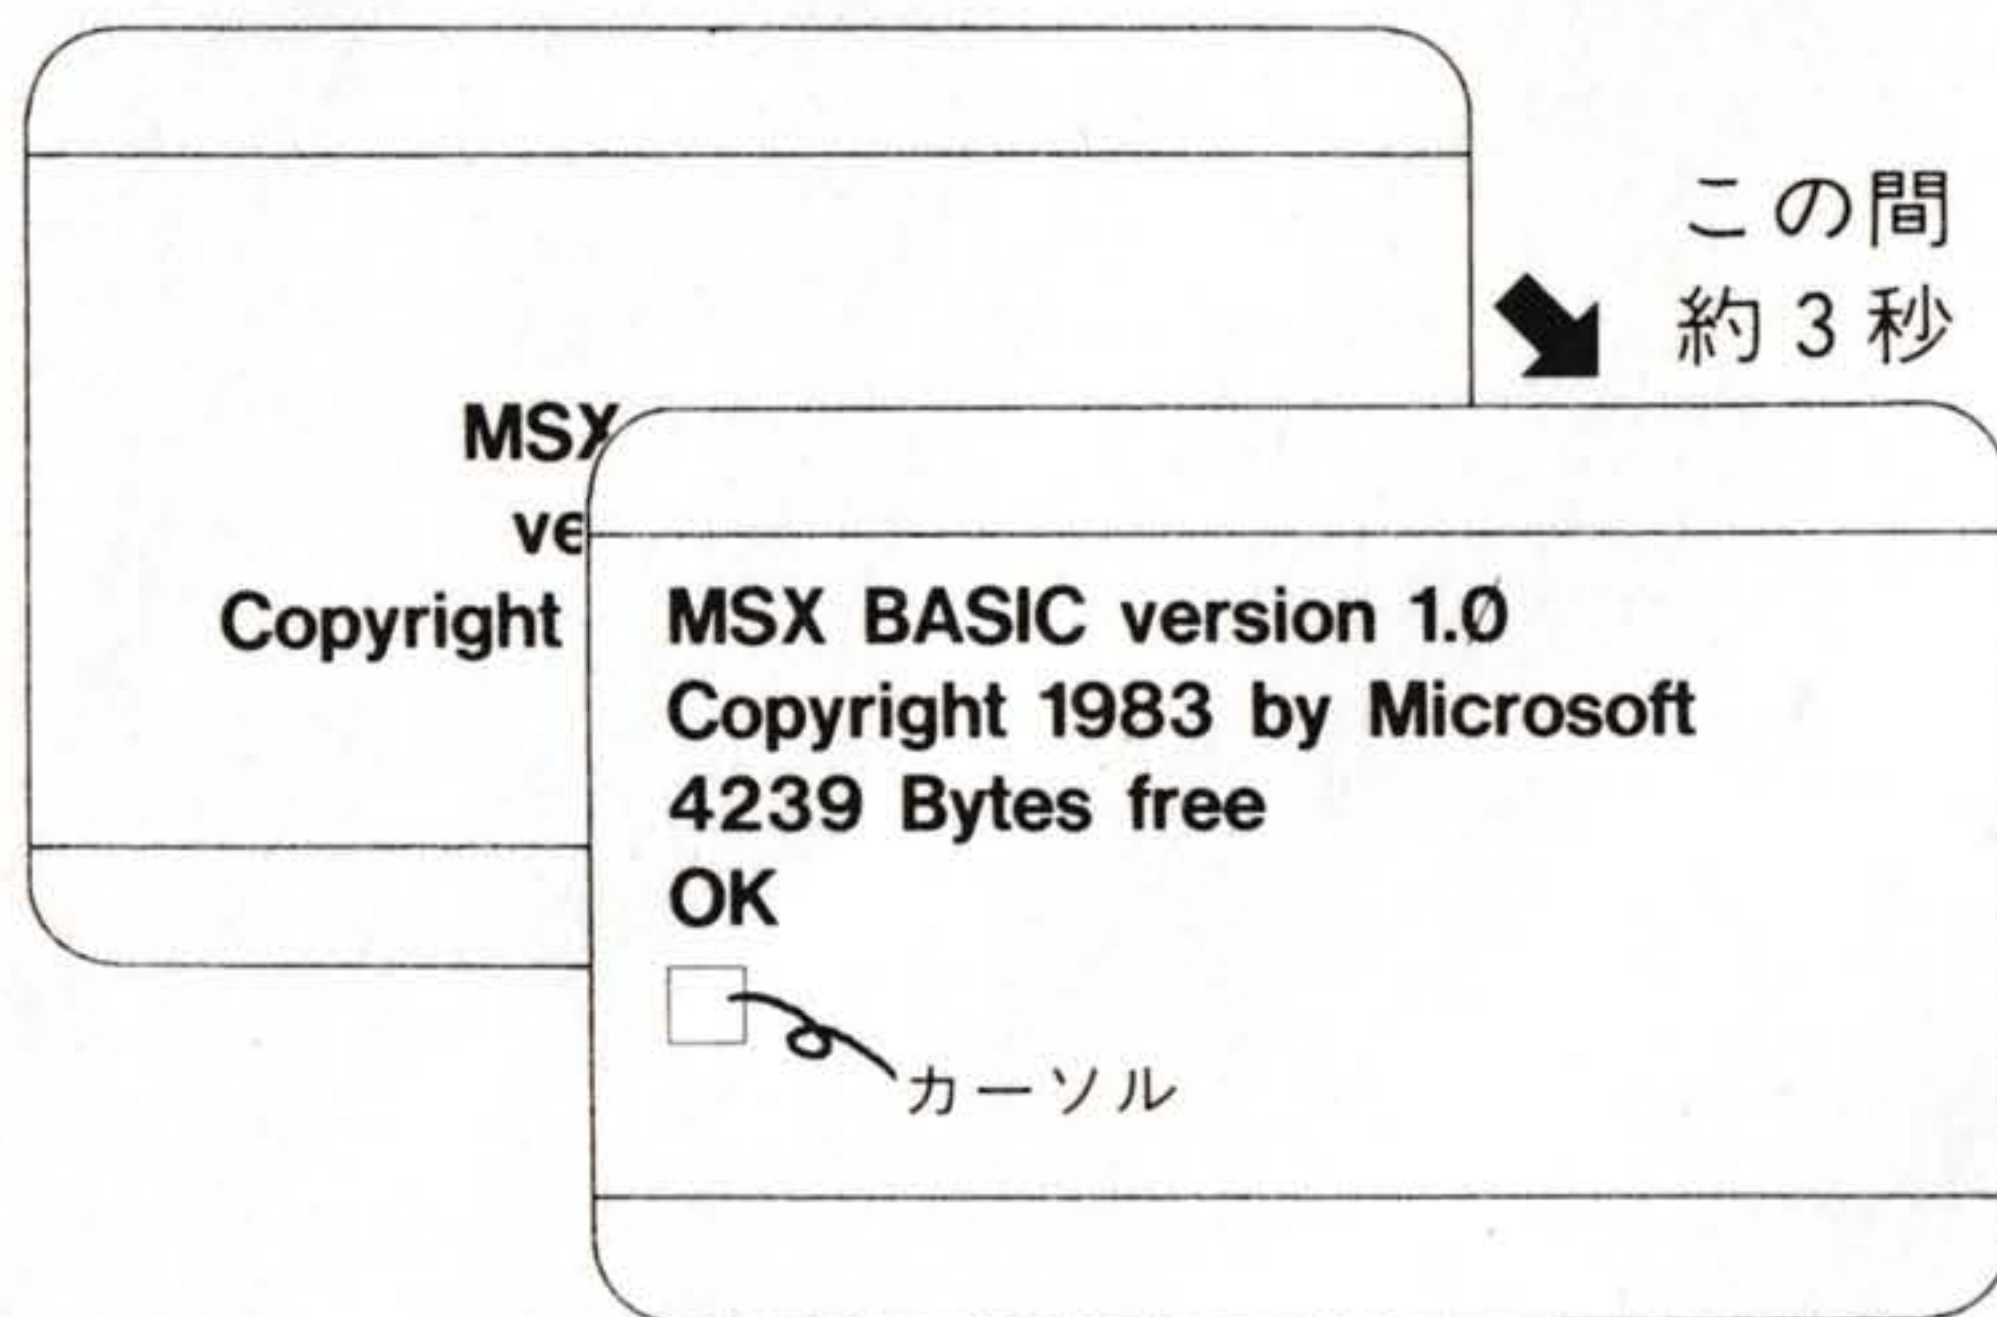 この間
約3秒
MSX
ve
Copyright
MSX BASIC version 1.0
Copyright 1983 by Microsoft
4239 Bytes free
OK
カーソル